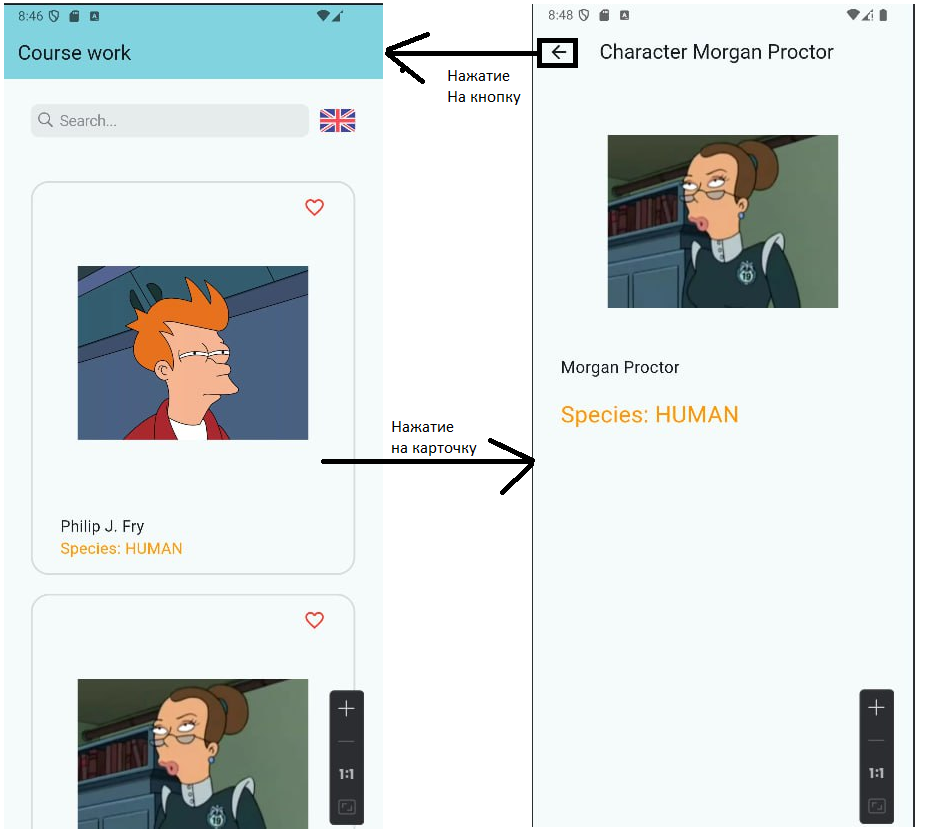 8:46
Course work
Search...
Philip J. Fry
Species: HUMAN
1:1
Нажатие
На кнопку
Нажатие
на карточку
8:48
Character Morgan Proctor
19
Morgan Proctor
Species: HUMAN
1:1